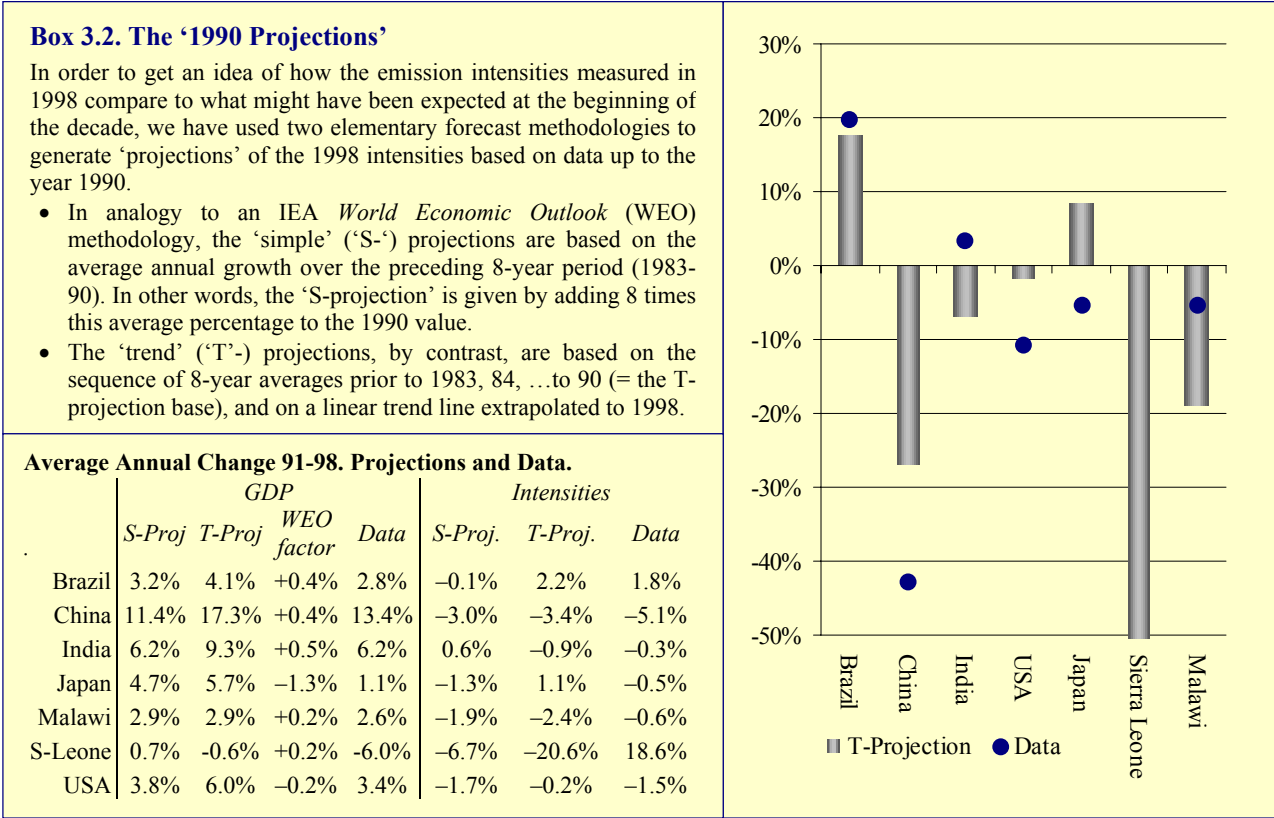 Box 3.2. The ‘1990 Projections’
In order to get an idea of how the emission intensities measured in
1998 compare to what might have been expected at the beginning of
the decade, we have used two elementary forecast methodologies to
generate ‘projections’ of the 1998 intensities based on data up to the
year 1990.
• In analogy to an IEA World Economic Outlook (WEO)
methodology, the ‘simple’ (‘S-‘) projections are based on the
average annual growth over the preceding 8-year period (1983-
90). In other words, the ‘S-projection’ is given by adding 8 times
this average percentage to the 1990 value.
• The ‘trend’ (‘T’-) projections, by contrast, are based on the
sequence of 8-year averages prior to 1983, 84, …to 90 (= the T-
projection base), and on a linear trend line extrapolated to 1998.
Average Annual Change 91-98. Projections and Data.
GDP Intensities
. S-Proj T-Proj WEO factor Data S-Proj. T-Proj. Data
Brazil 3.2% 4.1% +0.4% 2.8% –0.1% 2.2% 1.8%
China 11.4% 17.3% +0.4% 13.4% –3.0% –3.4% –5.1%
India 6.2% 9.3% +0.5% 6.2% 0.6% –0.9% –0.3%
Japan 4.7% 5.7% –1.3% 1.1% –1.3% 1.1% –0.5%
Malawi 2.9% 2.9% +0.2% 2.6% –1.9% –2.4% –0.6%
S-Leone 0.7% -0.6% +0.2% -6.0% –6.7% –20.6% 18.6%
USA 3.8% 6.0% –0.2% 3.4% –1.7% –0.2% –1.5%
30%
20%
10%
0%
-10%
-20%
-30%
-40%
-50%
Brazil
China
India
USA
Japan
Sierra Leone
Malawi
T-Projection Data